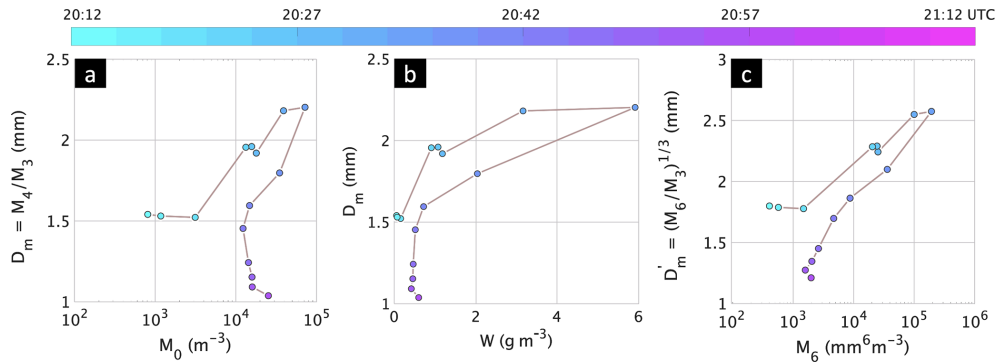 20:12 20:27 20:42 20:57 21:12 UTC
a
2.5
2
1.5
1
D_m = M_4/M_3 (mm)
10^2 10^3 10^4 10^5
M_0 (m^-3)
b
2.5
2
1.5
1
D_m (mm)
0 2 4 6
W (g m^-3)
c
3
2.5
2
1.5
1
D_m' = (M_6/M_3)^1/3 (mm)
10^2 10^3 10^4 10^5 10^6
M_6 (mm^6m^-3)